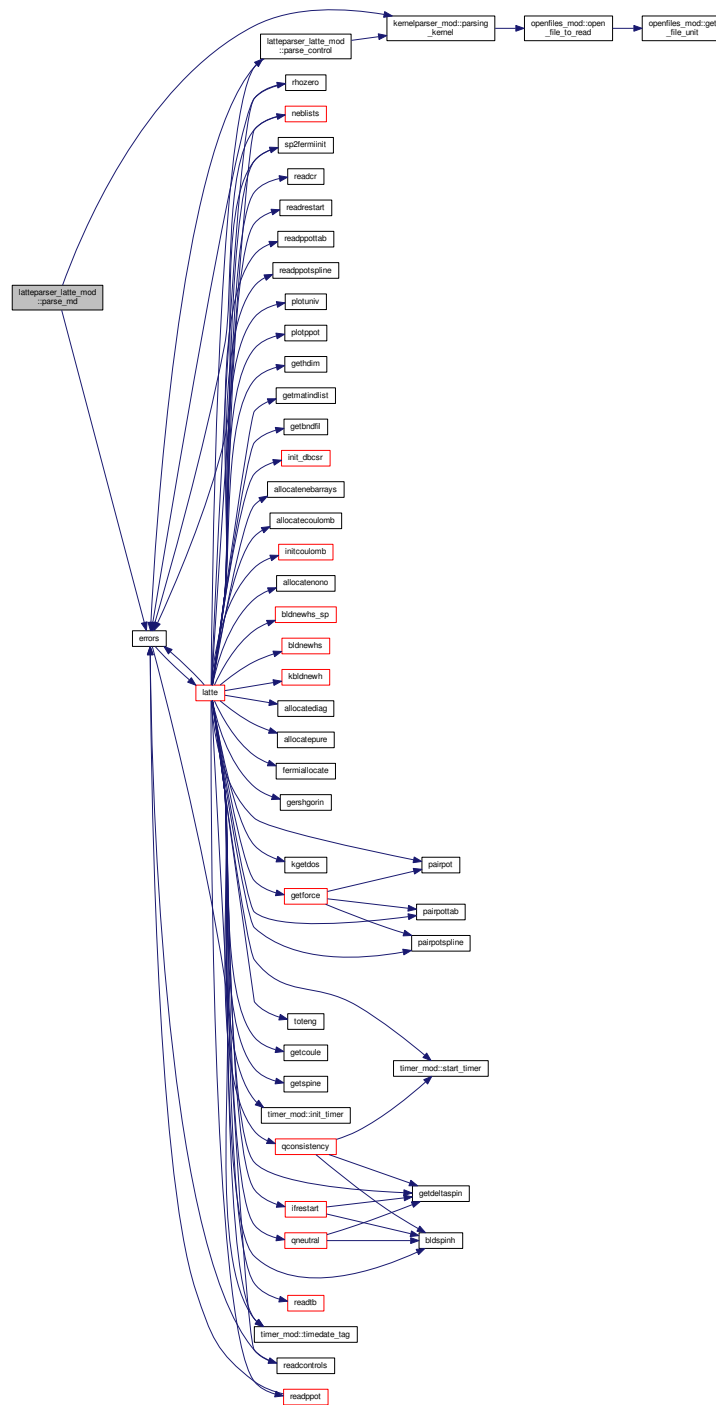 kernelparser_mod::parsing
_kernel
openfiles_mod::open
_file_to_read
openfiles_mod::get
_file_unit
latteparser_latte_mod
::parse_control
rhozero
neblists
sp2fermiinit
readcr
readrestart
readppottab
readppotspline
latteparser_latte_mod
::parse_md
plotuniv
plotppot
gethdim
getmatindlist
getbndfil
init_dbcsr
allocatenebarrays
allocatecoulomb
initcoulomb
allocatenono
bldnewhs_sp
errors
bldnewhs
kbldnewh
latte
allocatediag
allocatepure
fermiallocate
gershgorin
kgetdos
pairpot
getforce
pairpottab
pairpotspline
toteng
getcoule
timer_mod::start_timer
getspine
timer_mod::init_timer
qconsistency
getdeltaspin
ifrestart
qneutral
bldspinh
readtb
timer_mod::timedate_tag
readcontrols
readppot